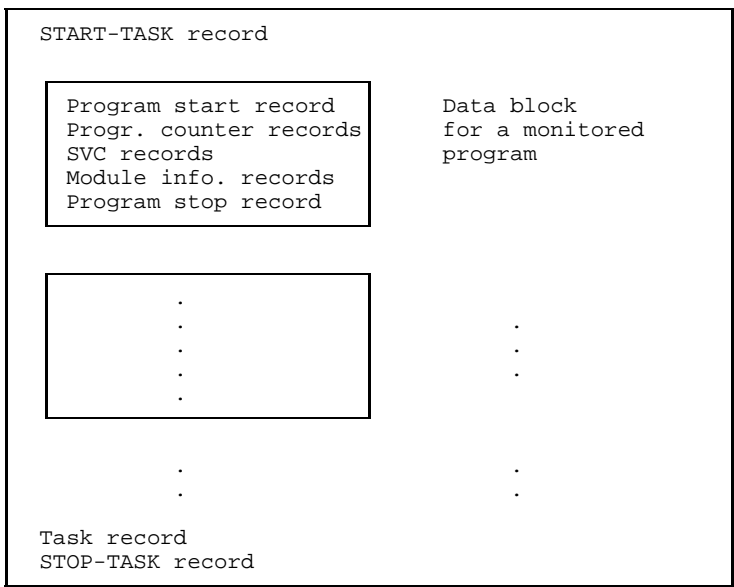 START-TASK record
Program start record Data block
Progr. counter records for a monitored
SVC records program
Module info. records
Program stop record
.
. .
. .
. .
.
. .
. .
Task record
STOP-TASK record